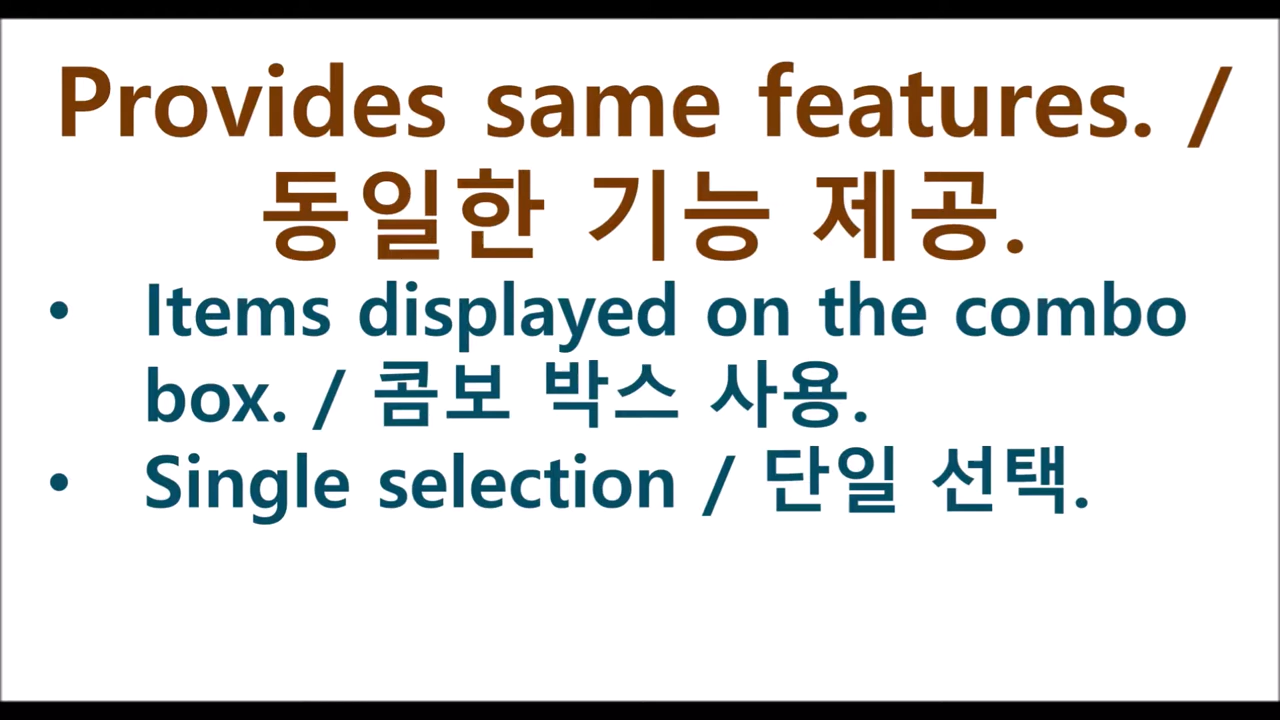 Provides same features. /
동일한 기능 제공.
• Items displayed on the combo
box. / 콤보 박스 사용.
• Single selection / 단일 선택.